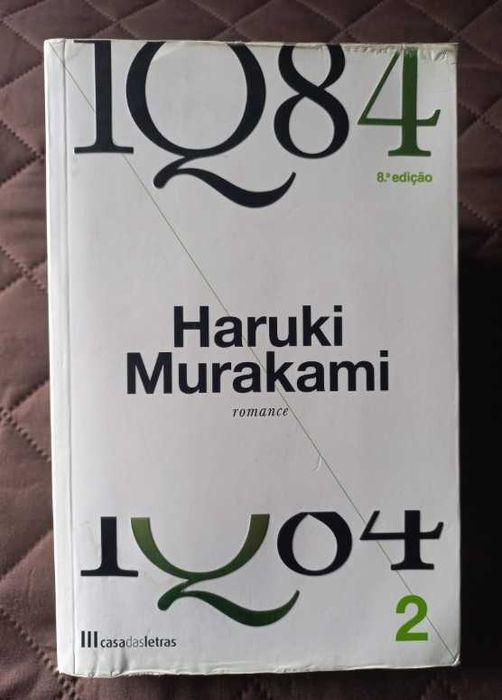 1Q84
8.ª edição
Haruki
Murakami
romance
1Q84
casadasletras
2